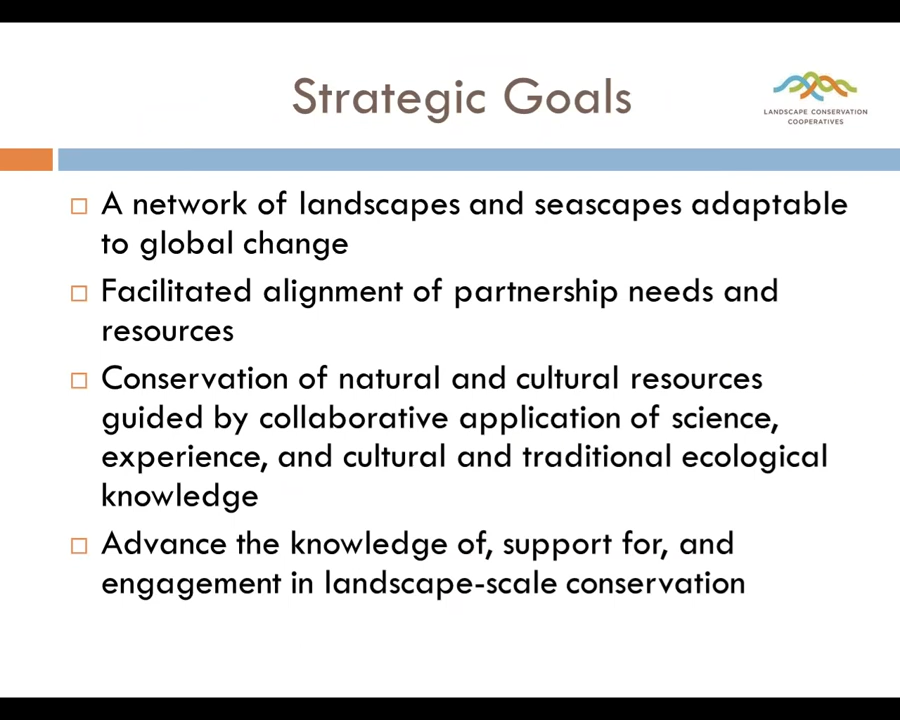 Strategic Goals
LANDSCAPE CONSERVATION
COOPERATIVES
A network of landscapes and seascapes adaptable
to global change
Facilitated alignment of partnership needs and
resources
Conservation of natural and cultural resources
guided by collaborative application of science,
experience, and cultural and traditional ecological
knowledge
Advance the knowledge of, support for, and
engagement in landscape-scale conservation